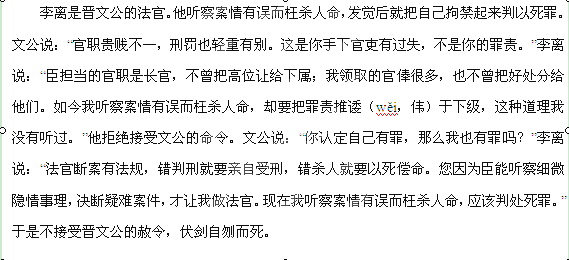 李离是晋文公的法官。他听察案情有误而枉杀人命，发觉后就把自己拘禁起来判以死罪。
文公说：“官职贵贱不一，刑罚也轻重有别。这是你手下官吏有过失，不是你的罪责。”李离
说：“臣担当的官职是长官，不曾把高位让给下属；我领取的官俸很多，也不曾把好处分给
他们。如今我听察案情有误而枉杀人命，却要把罪责推诿（wěi，伟）于下级，这种道理我
没有听过。”他拒绝接受文公的命令。文公说：“你认定自己有罪，那么我也有罪吗？”李离
说：“法官断案有法规，错判刑就要亲自受刑，错杀人就要以死偿命。您因为臣能听察细微
隐情事理，决断疑难案件，才让我做法官。现在我听察案情有误而枉杀人命，应该判处死罪。”
于是不接受晋文公的赦令，伏剑自刎而死。